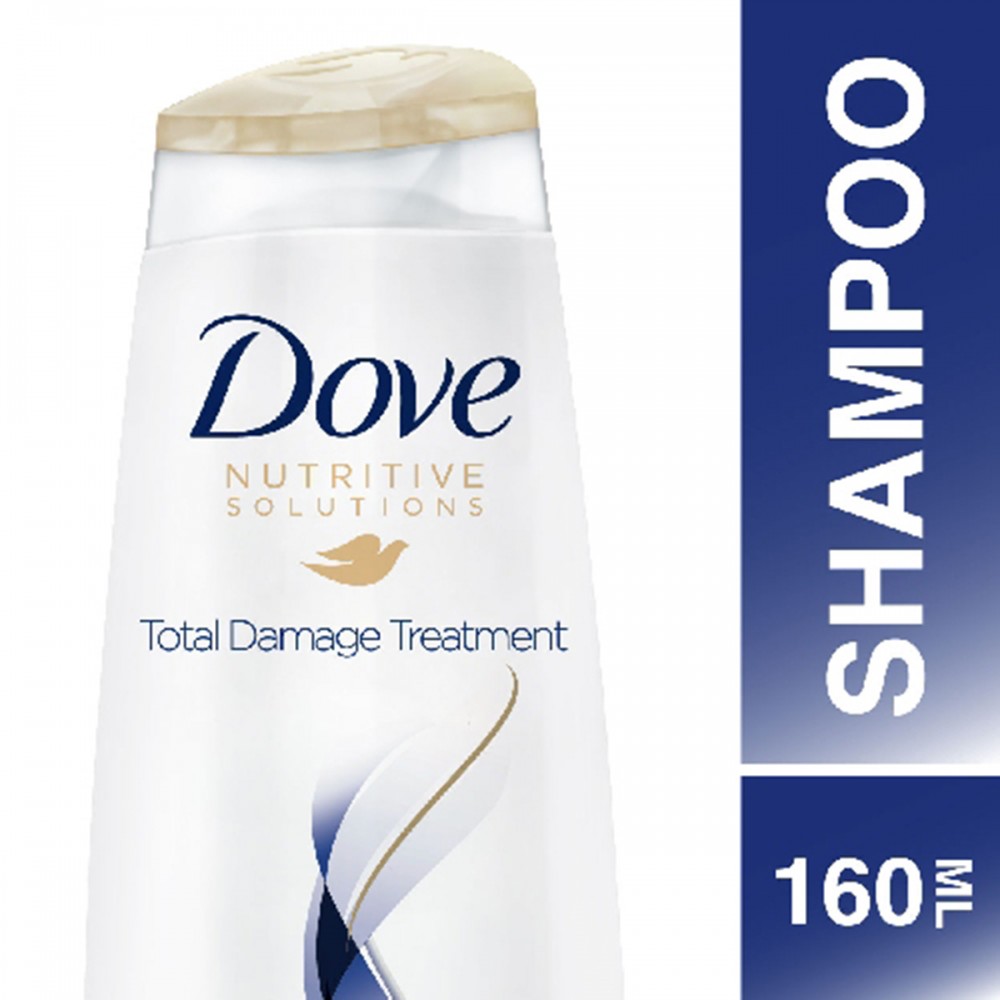 Dove
NUTRITIVE
SOLUTIONS
Total Damage Treatment
SHAMPOO
160 ML